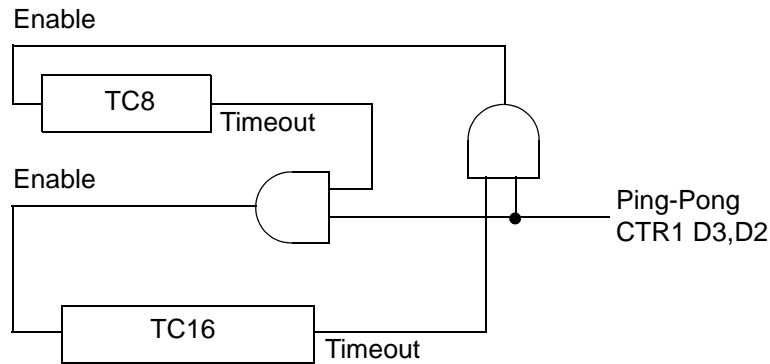 Enable
TC8
Timeout
Enable
Ping-Pong
CTR1 D3,D2
TC16
Timeout